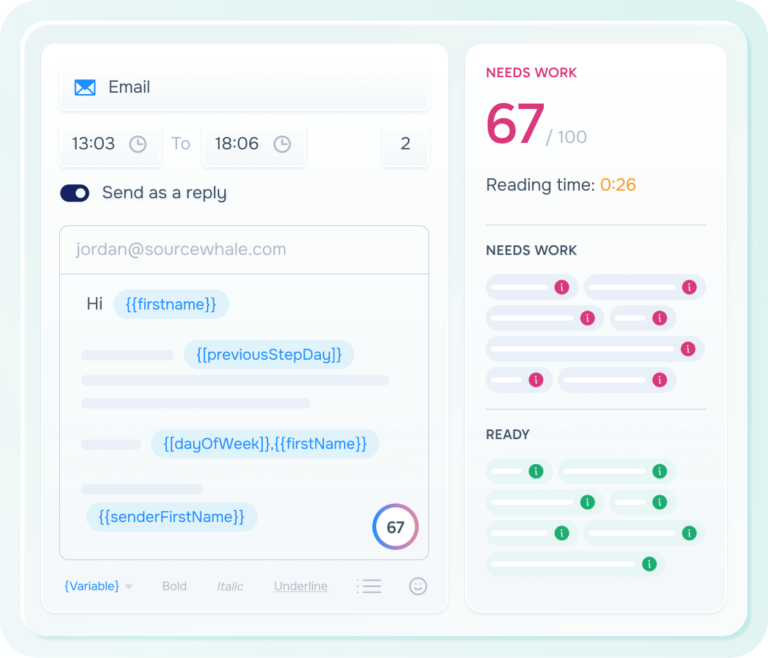 Email
13:03 To 18:06 2
Send as a reply
jordan@sourcewhale.com
Hi {{firstname}}
{[previousStepDay]}
{[dayOfWeek]},{{firstName}}
{{senderFirstName}}
67
{Variable} Bold Italic Underline
NEEDS WORK
67 / 100
Reading time: 0:26
NEEDS WORK
READY